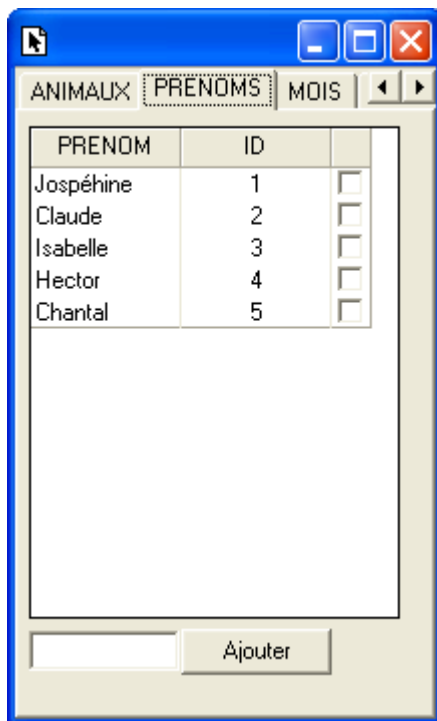 ANIMAUX PRENOMS MOIS
PRENOM ID
Jospéhine 1
Claude 2
Isabelle 3
Hector 4
Chantal 5
Ajouter